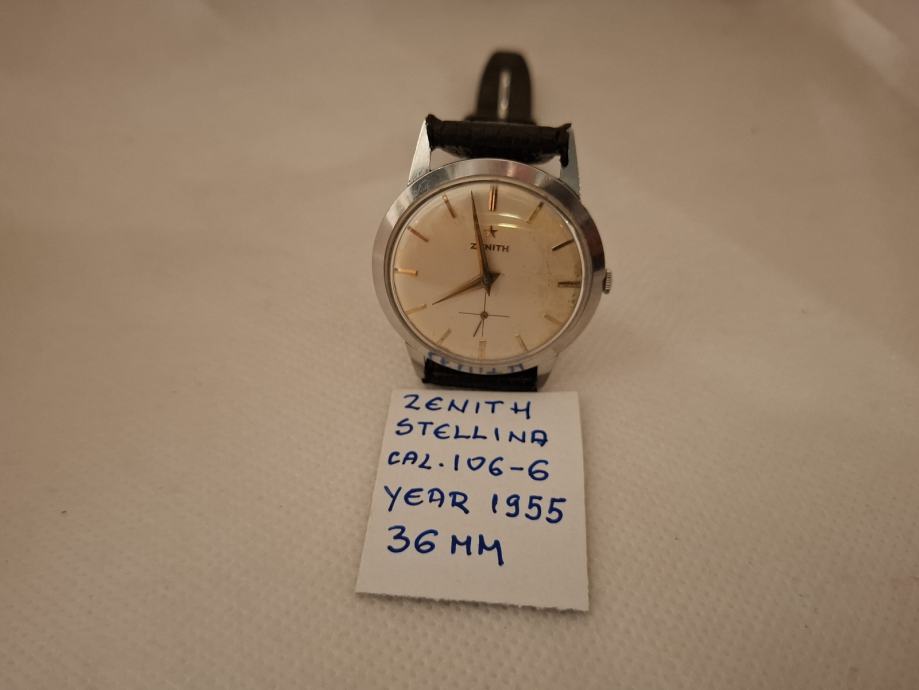 ZENITH
ZENITH
STELLINA
CAL.106-6
YEAR 1955
36 MM